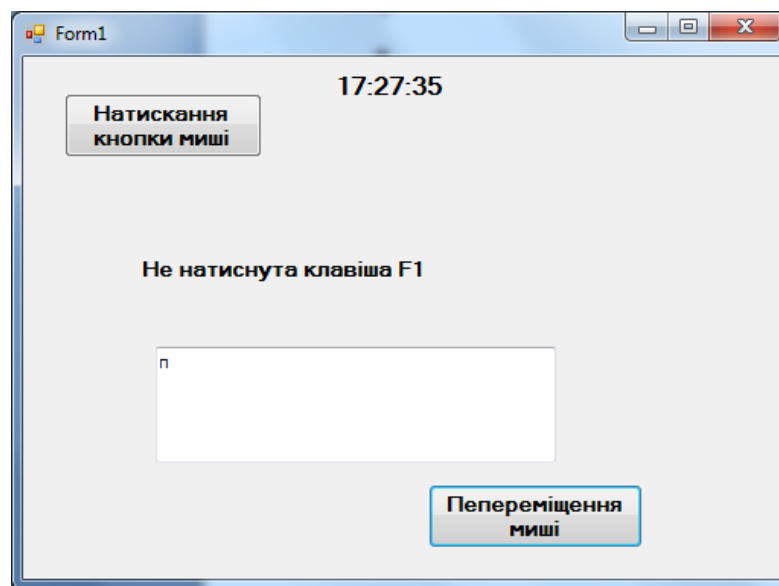 Form1
17:27:35
Натискання
кнопки миші
Не натиснута клавіша F1
п
Пепереміщення
миші